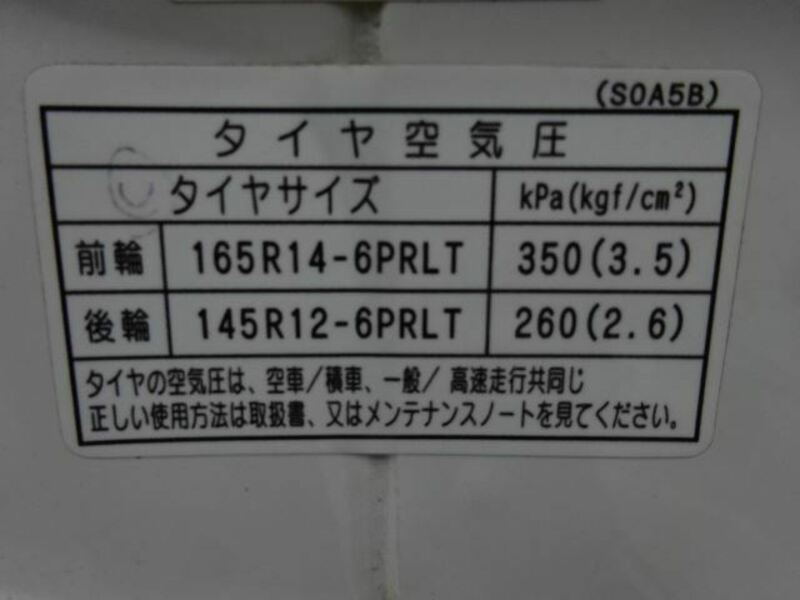 (S0A5B)
タイヤ空気圧
タイヤサイズ kPa(kgf/cm²)
前輪 165R14-6PRLT 350(3.5)
後輪 145R12-6PRLT 260(2.6)
タイヤの空気圧は、空車/積車、一般/高速走行共同じ
正しい使用方法は取扱書、又はメンテナンスノートを見てください。